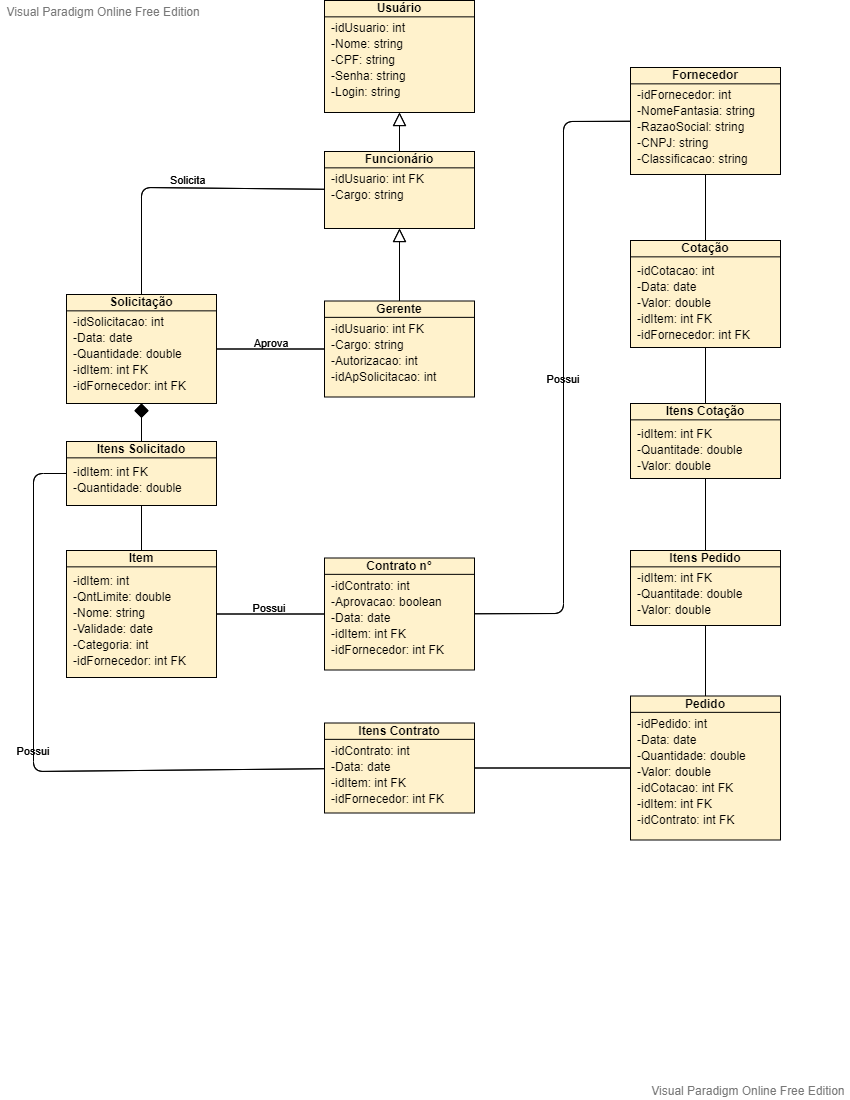 Visual Paradigm Online Free Edition
Usuário
-idUsuario: int
-Nome: string
-CPF: string
-Senha: string
-Login: string
Fornecedor
-idFornecedor: int
-NomeFantasia: string
-RazaoSocial: string
-CNPJ: string
-Classificacao: string
Funcionário
-idUsuario: int FK
-Cargo: string
Solicita
Cotação
-idCotacao: int
-Data: date
-Valor: double
-idItem: int FK
-idFornecedor: int FK
Solicitação
-idSolicitacao: int
-Data: date
-Quantidade: double
-idItem: int FK
-idFornecedor: int FK
Aprova
Gerente
-idUsuario: int FK
-Cargo: string
-Autorizacao: int
-idApSolicitacao: int
Possui
Itens Cotação
-idItem: int FK
-Quantitade: double
-Valor: double
Itens Solicitado
-idItem: int FK
-Quantidade: double
Item
-idItem: int
-QntLimite: double
-Nome: string
-Validade: date
-Categoria: int
-idFornecedor: int FK
Possui
Contrato n°
-idContrato: int
-Aprovacao: boolean
-Data: date
-idItem: int FK
-idFornecedor: int FK
Itens Pedido
-idItem: int FK
-Quantitade: double
-Valor: double
Possui
Itens Contrato
-idContrato: int
-Data: date
-idItem: int FK
-idFornecedor: int FK
Pedido
-idPedido: int
-Data: date
-Quantidade: double
-Valor: double
-idCotacao: int FK
-idItem: int FK
-idContrato: int FK
Visual Paradigm Online Free Edition